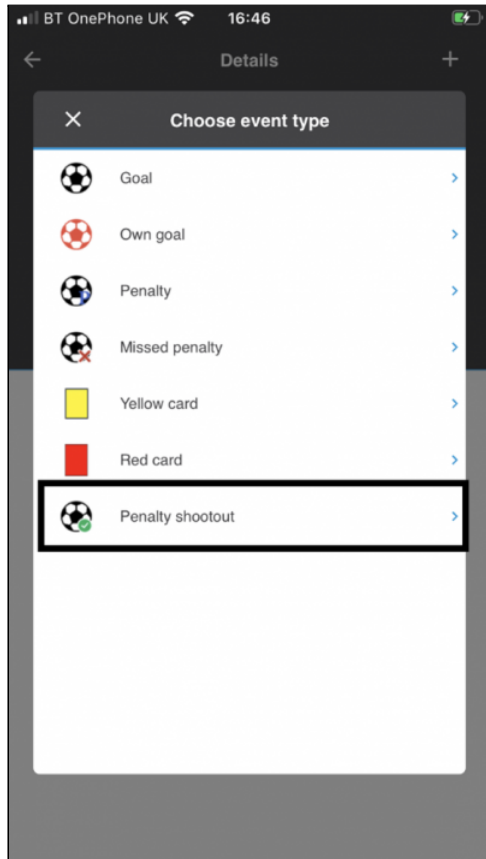 BT OnePhone UK 16:46
Details
Choose event type
Goal
Own goal
Penalty
Missed penalty
Yellow card
Red card
Penalty shootout